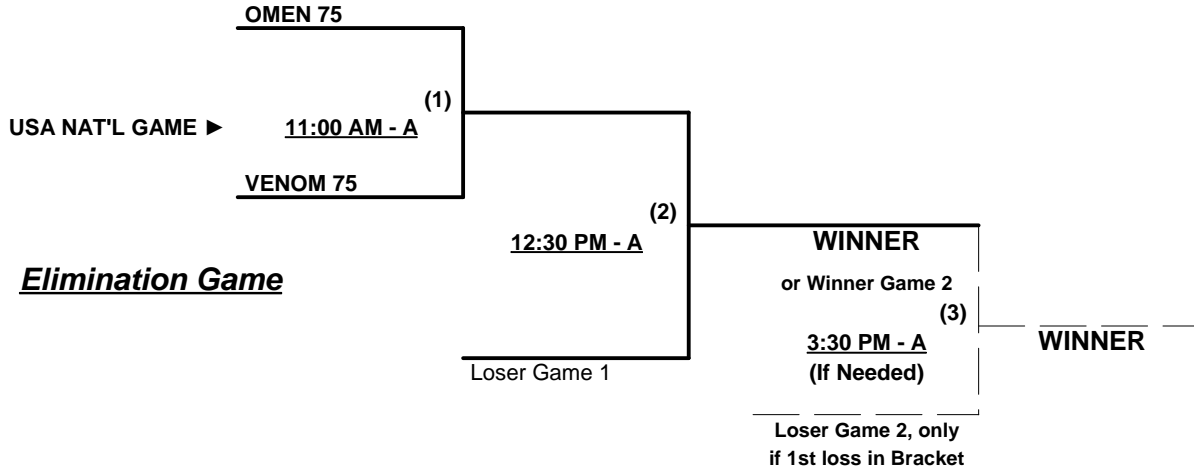 OMEN 75
(1)
USA NAT'L GAME ►
11:00 AM - A
VENOM 75
(2)
12:30 PM - A
WINNER
Elimination Game
or Winner Game 2
(3)
3:30 PM - A
WINNER
Loser Game 1
(If Needed)
Loser Game 2, only
if 1st loss in Bracket